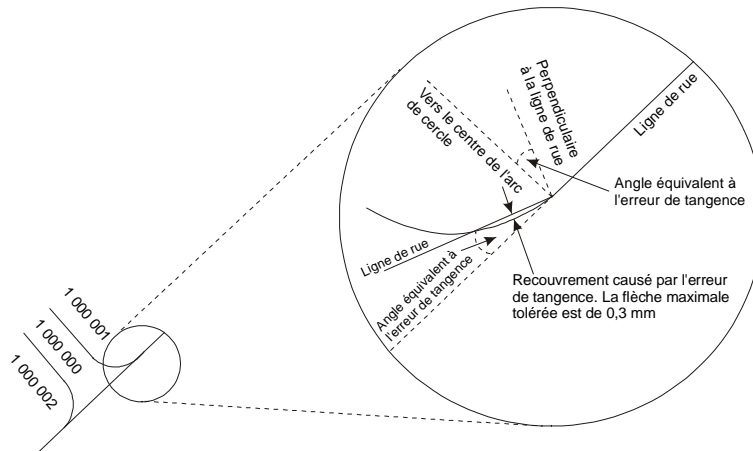 Perpendiculaire
à la ligne de rue
Vers le centre de l'arc
de cercle
Ligne de rue
Angle équivalent à
l'erreur de tangence
Ligne de rue
Angle équivalent à
l'erreur de tangence
Recouvrement causé par l'erreur
de tangence. La flèche maximale
tolérée est de 0,3 mm
1 000 001
1 000 000
1 000 002